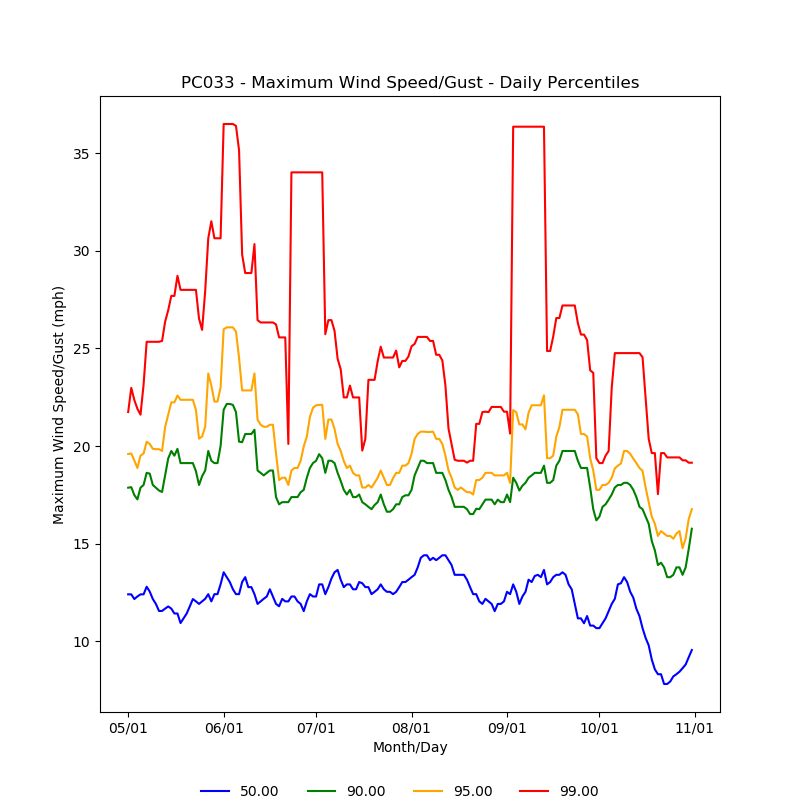 PC033 - Maximum Wind Speed/Gust - Daily Percentiles
35
30
25
20
15
10
Maximum Wind Speed/Gust (mph)
05/01 06/01 07/01 08/01 09/01 10/01 11/01
Month/Day
50.00 90.00 95.00 99.00